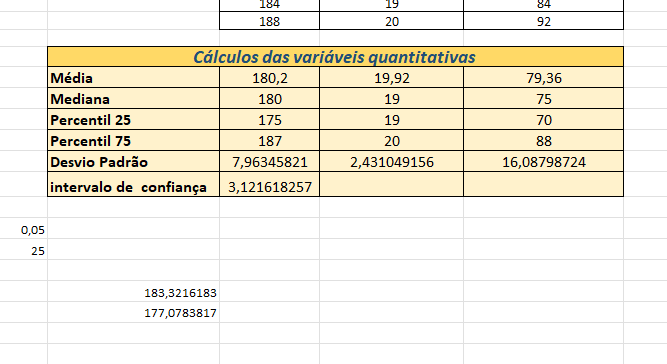 184 19 84
188 20 92
Cálculos das variáveis quantitativas
Média 180,2 19,92 79,36
Mediana 180 19 75
Percentil 25 175 19 70
Percentil 75 187 20 88
Desvio Padrão 7,96345821 2,431049156 16,08798724
intervalo de confiança 3,121618257
0,05
25
183,3216183
177,0783817